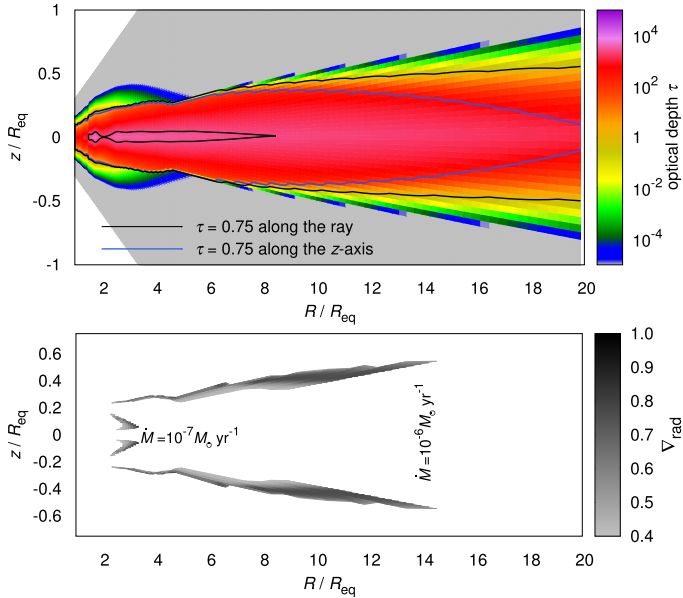 1
0.5
0
-0.5
-1
z / R_eq
τ = 0.75 along the ray
τ = 0.75 along the z-axis
2 4 6 8 10 12 14 16 18 20
R / R_eq
10^4
10^2
1
10^-2
10^-4
optical depth τ
0.6
0.4
0.2
0
-0.2
-0.4
-0.6
z / R_eq
Ṁ =10^-7 M_☉ yr^-1
Ṁ =10^-6 M_☉ yr^-1
2 4 6 8 10 12 14 16 18 20
R / R_eq
1.0
0.9
0.8
0.7
0.6
0.5
0.4
∇_rad